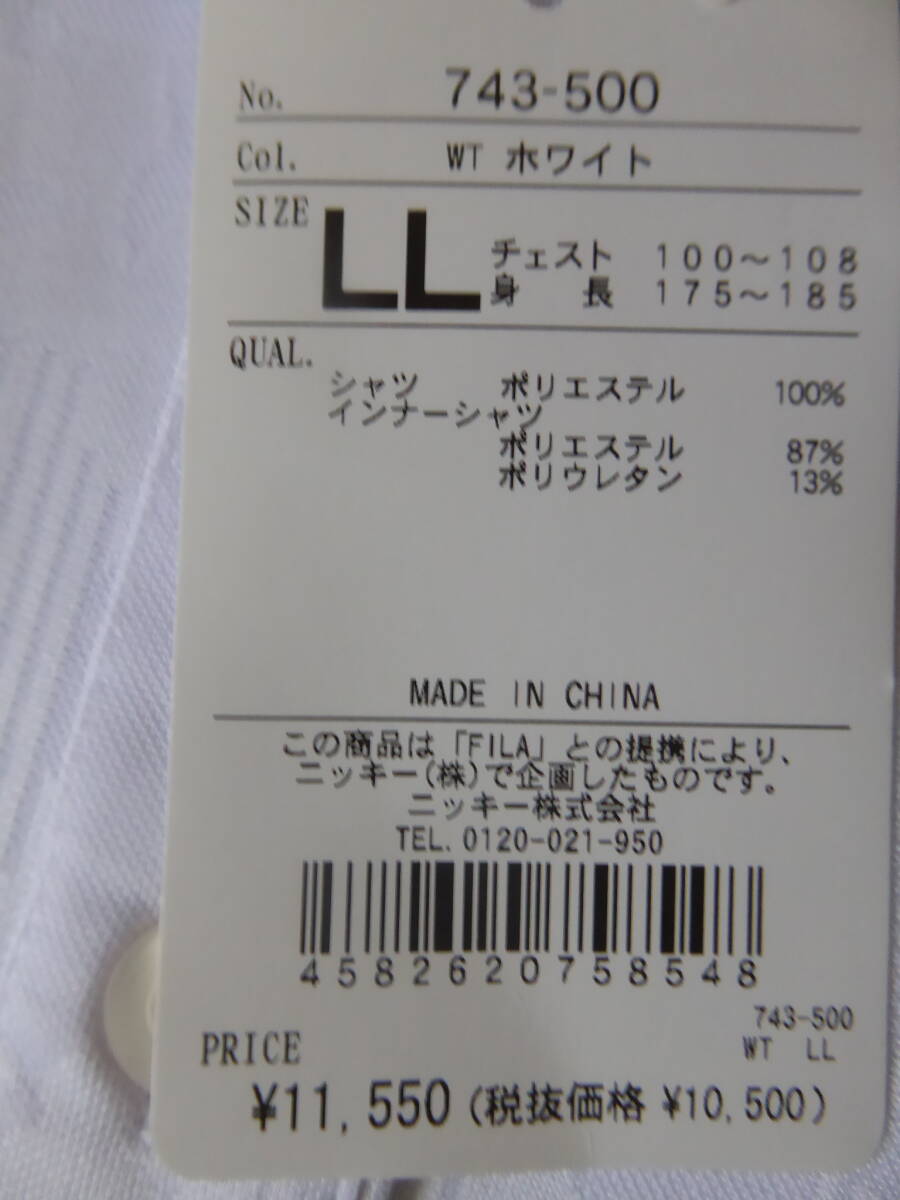 No. 743-500
Col. WT ホワイト
SIZE LL チェスト 100～108
身長 175～185
QUAL.
シャツ ポリエステル 100%
インナーシャツ
ポリエステル 87%
ポリウレタン 13%
MADE IN CHINA
この商品は「FILA」との提携により、
ニッキー(株)で企画したものです。
ニッキー株式会社
TEL. 0120-021-950
4582620758548
743-500
WT LL
PRICE
¥11,550 (税抜価格 ¥10,500)